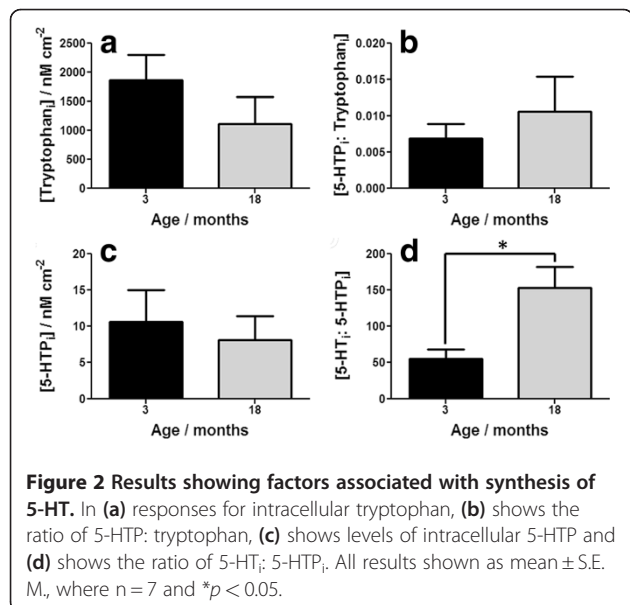 a
[Tryptophanᵢ] / nM cm⁻²
2500
2000
1500
1000
500
0
3
18
Age / months
b
[5-HTPᵢ: Tryptophanᵢ]
0.020
0.015
0.010
0.005
0.000
3
18
Age / months
c
[5-HTPᵢ] / nM cm⁻²
20
15
10
5
0
3
18
Age / months
d
[5-HTᵢ: 5-HTPᵢ]
200
150
100
50
0
*
3
18
Age / months
Figure 2 Results showing factors associated with synthesis of
5-HT. In (a) responses for intracellular tryptophan, (b) shows the
ratio of 5-HTP: tryptophan, (c) shows levels of intracellular 5-HTP and
(d) shows the ratio of 5-HTᵢ: 5-HTPᵢ. All results shown as mean ± S.E.
M., where n = 7 and *p < 0.05.